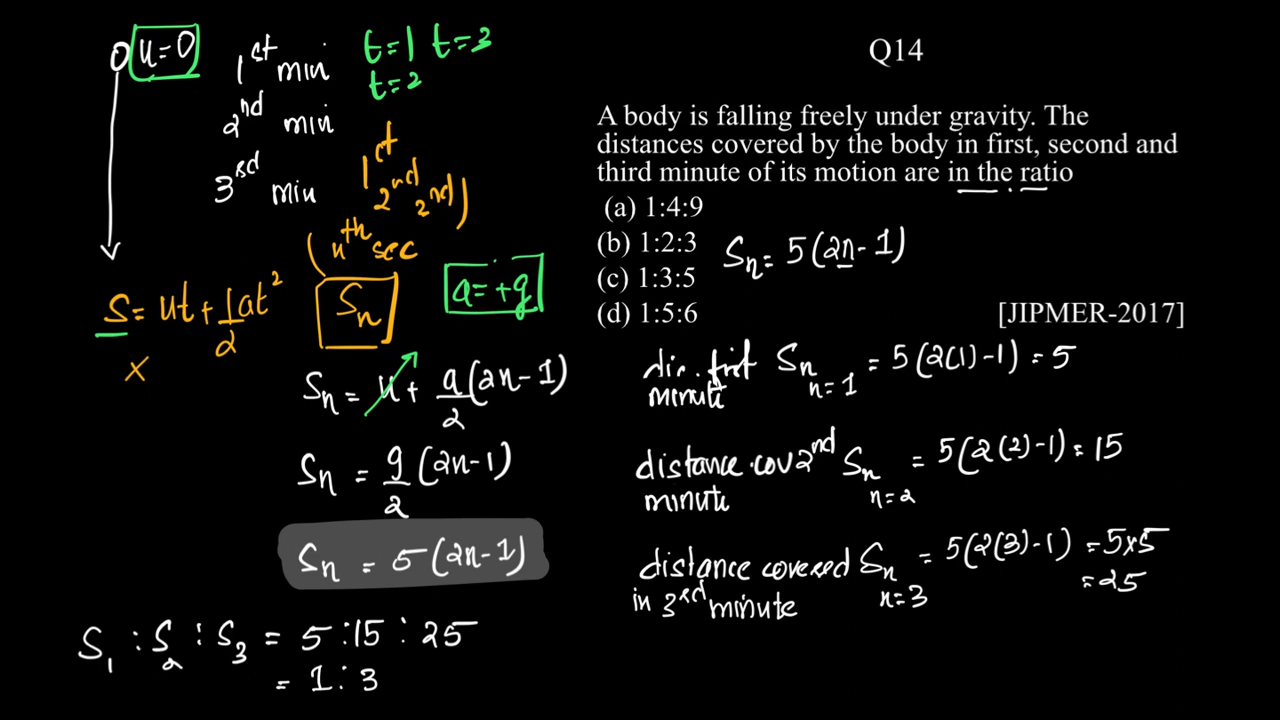 u=0
1st min
2nd min
3rd min
t=1 t=3
t=2
1st
2nd
2nd
nth sec
S = ut + 1/2 at²
x
Sn
a=+g
Sn = u + a/2 (2n-1)
Sn = g/2 (2n-1)
Sn = 5(2n-1)
S1 : S2 : S3 = 5 : 15 : 25
= 1 : 3
Q14
A body is falling freely under gravity. The
distances covered by the body in first, second and
third minute of its motion are in the ratio
(a) 1:4:9
(b) 1:2:3
(c) 1:3:5
(d) 1:5:6
Sn = 5(2n-1)
[JIPMER-2017]
dis. first Sn n=1 = 5(2(1)-1) = 5
minute
distance cov 2nd Sn n=2 = 5(2(2)-1) = 15
minute
distance covered Sn n=3 = 5(2(3)-1) = 5x5
in 3rd minute
= 25